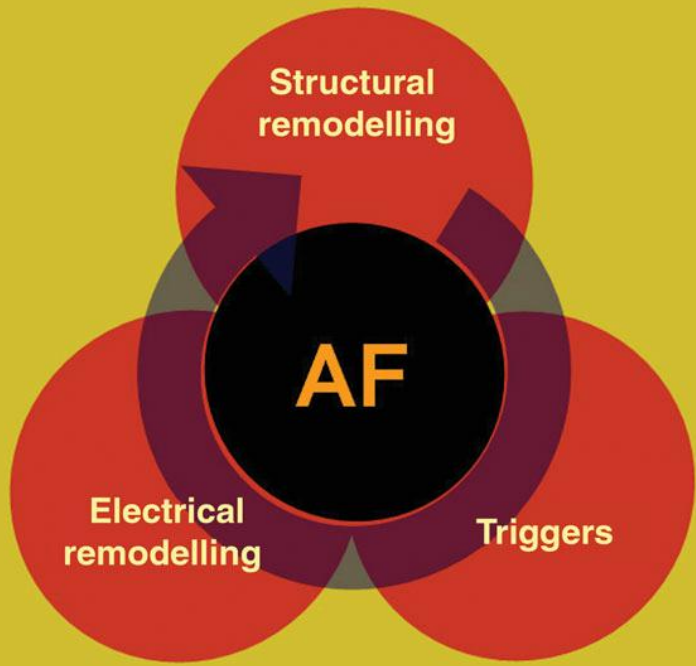 Structural
remodelling
AF
Electrical
remodelling
Triggers